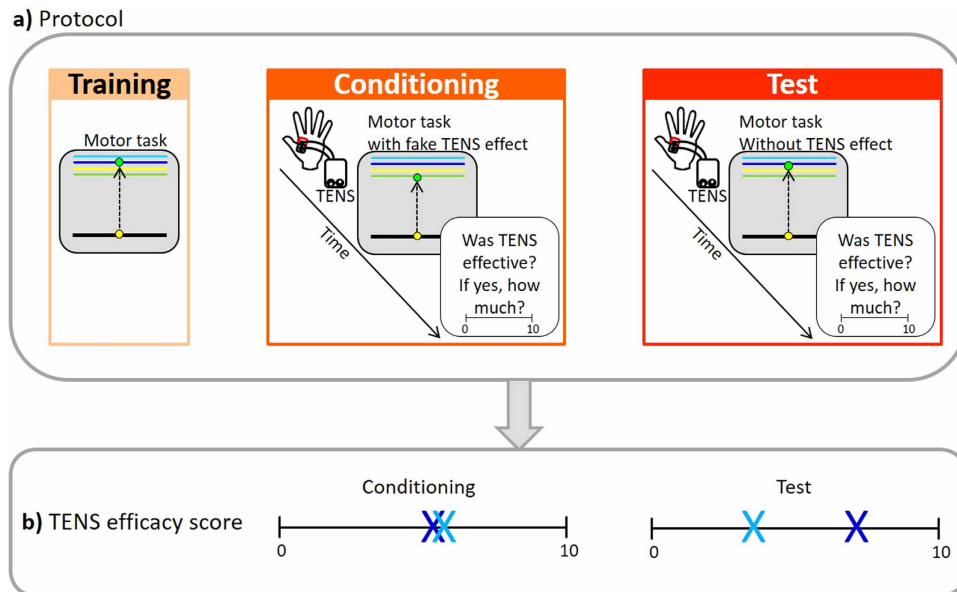 a) Protocol
Training
Motor task
Conditioning
Motor task
with fake TENS effect
TENS
Time
Was TENS
effective?
If yes, how
much?
0 10
Test
Motor task
Without TENS effect
TENS
Time
Was TENS
effective?
If yes, how
much?
0 10
b) TENS efficacy score
Conditioning
X X
0 10
Test
X X
0 10